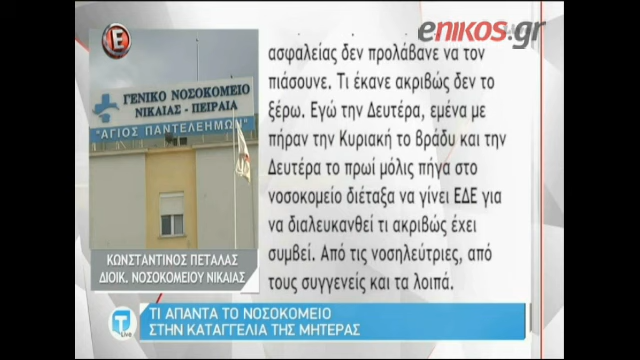 enikos.gr
E
ΓΕΝΙΚΟ ΝΟΣΟΚΟΜΕΙΟ
ΝΙΚΑΙΑΣ - ΠΕΙΡΑΙΑ
"ΑΓΙΟΣ ΠΑΝΤΕΛΕΗΜΩΝ"
ΚΩΝΣΤΑΝΤΙΝΟΣ ΠΕΤΑΛΑΣ
ΔΙΟΙΚ. ΝΟΣΟΚΟΜΕΙΟΥ ΝΙΚΑΙΑΣ
ασφαλείας δεν προλάβανε να τον
πιάσουνε. Τι έκανε ακριβώς δεν το
ξέρω. Εγώ την Δευτέρα, εμένα με
πήραν την Κυριακή το βράδυ και την
Δευτέρα το πρωί μόλις πήγα στο
νοσοκομείο διέταξα να γίνει ΕΔΕ για
να διαλευκανθεί τι ακριβώς έχει
συμβεί. Από τις νοσηλεύτριες, από
τους συγγενείς και τα λοιπά.
T Live
ΤΙ ΑΠΑΝΤΑ ΤΟ ΝΟΣΟΚΟΜΕΙΟ
ΣΤΗΝ ΚΑΤΑΓΓΕΛΙΑ ΤΗΣ ΜΗΤΕΡΑΣ